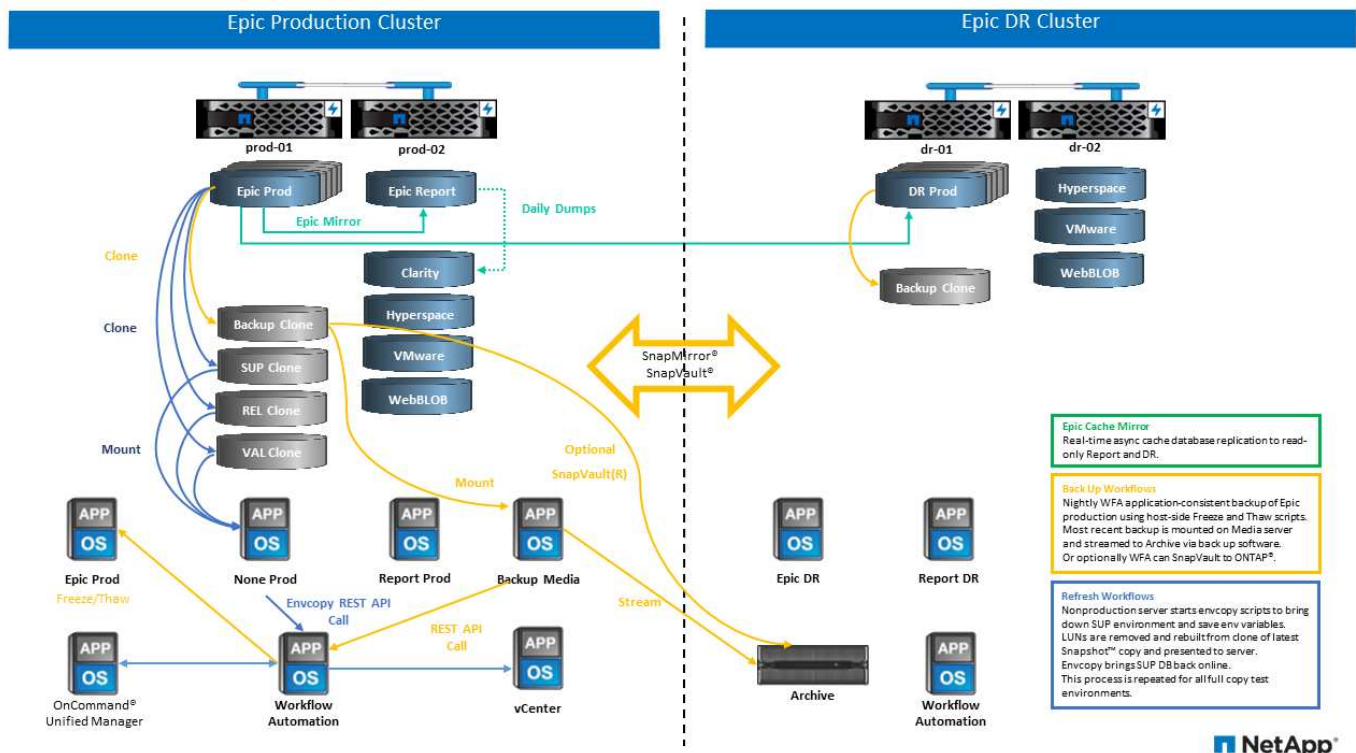 Epic Production Cluster
Epic DR Cluster
prod-01
prod-02
dr-01
dr-02
Epic Prod
Epic Report
Epic Mirror
Daily Dumps
DR Prod
Hyperspace
VMware
WebBLOB
Backup Clone
Clone
Clone
Mount
Backup Clone
SUP Clone
REL Clone
VAL Clone
Clarity
Hyperspace
VMware
WebBLOB
SnapMirror®
SnapVault®
Optional
SnapVault(R)
Mount
Epic Cache Mirror
Real-time async cache database replication to read-
only Report and DR.
Back Up Workflows
Nightly WFA application-consistent backup of Epic
production using host-side Freeze and Thaw scripts.
Most recent backup is mounted on Media server
and streamed to Archive via back up software.
Or optionally WFA can SnapVault to ONTAP®.
Refresh Workflows
Nonproduction server starts envcopy scripts to bring
down SUP environment and save env variables.
LUNs are removed and rebuilt from clone of latest
Snapshot™ copy and presented to server.
Envcopy brings SUP DB back online.
This process is repeated for all full copy test
environments.
APP
OS
Epic Prod
Freeze/Thaw
APP
OS
None Prod
APP
OS
Report Prod
APP
OS
Backup Media
APP
OS
Epic DR
APP
OS
Report DR
Envcopy REST API
Call
REST API
Call
Stream
APP
OS
OnCommand®
Unified Manager
APP
OS
Workflow
Automation
APP
OS
vCenter
Archive
APP
OS
Workflow
Automation
NetApp®